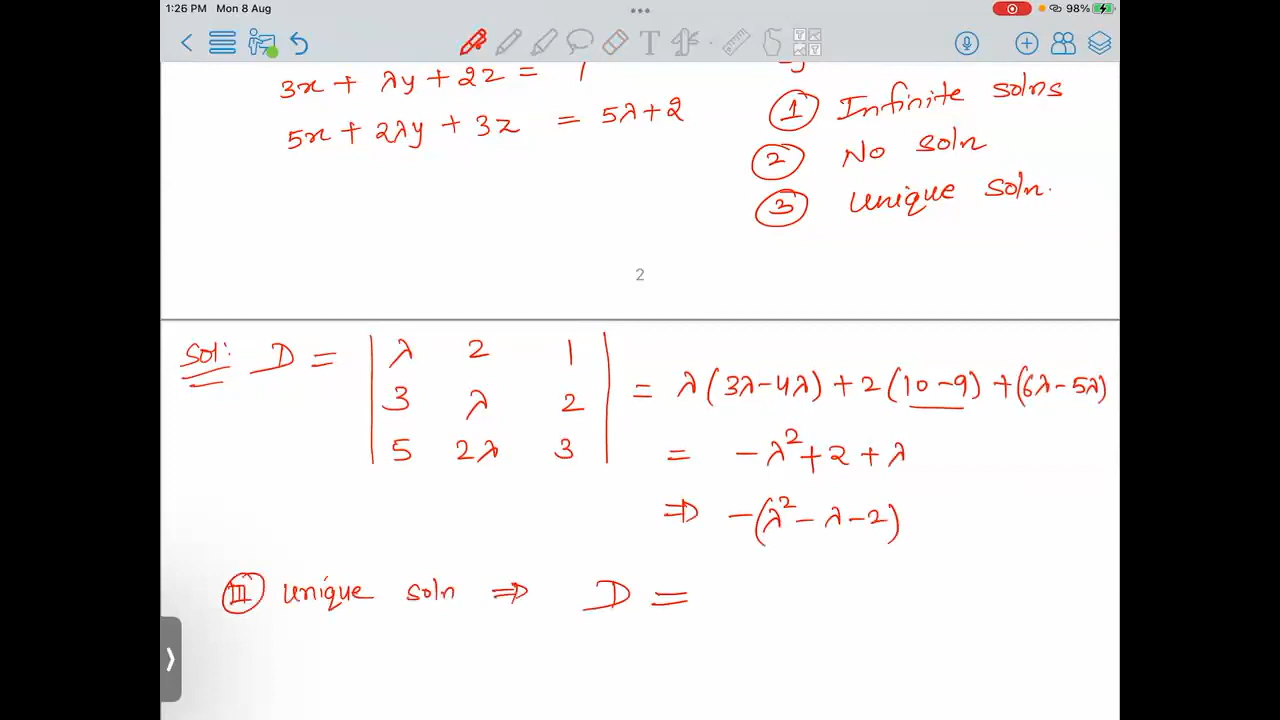 1:26 PM Mon 8 Aug
98%
3x + λy + 2z = 1
5x + 2λy + 3z = 5λ+2
① Infinite solns
② No soln
③ unique soln.
2
Sol: D = | λ 2 1 | = λ(3λ-4λ) + 2(10-9) + (6λ-5λ)
| 3 λ 2 | = -λ²+2+λ
| 5 2λ 3 | ⇒ -(λ²-λ-2)
III unique soln ⇒ D =